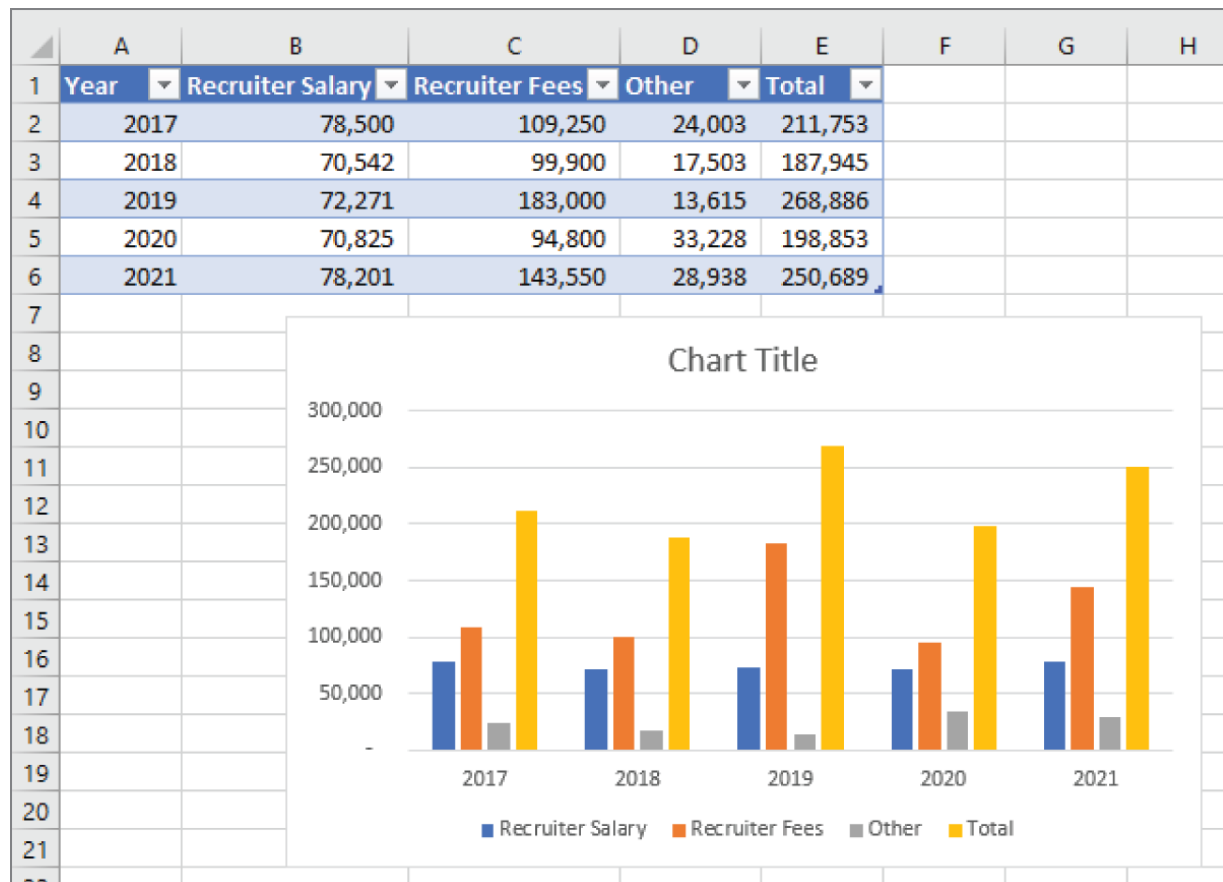 A B C D E F G H
1 Year Recruiter Salary Recruiter Fees Other Total
2 2017 78,500 109,250 24,003 211,753
3 2018 70,542 99,900 17,503 187,945
4 2019 72,271 183,000 13,615 268,886
5 2020 70,825 94,800 33,228 198,853
6 2021 78,201 143,550 28,938 250,689
7
8
9
10
11
12
13
14
15
16
17
18
19
20
21
Chart Title
300,000
250,000
200,000
150,000
100,000
50,000
-
2017 2018 2019 2020 2021
Recruiter Salary Recruiter Fees Other Total